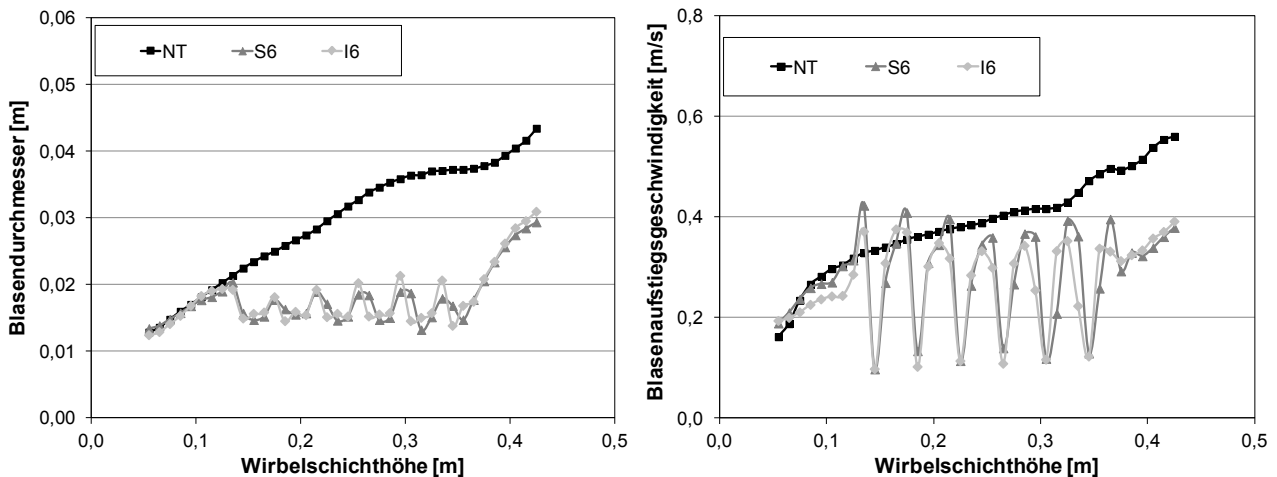 0,06
0,05
0,04
0,03
0,02
0,01
0,00
Blasendurchmesser [m]
NT S6 I6
0,0 0,1 0,2 0,3 0,4 0,5
Wirbelschichthöhe [m]
0,8
0,6
0,4
0,2
0,0
Blasenaufstiegsgeschwindigkeit [m/s]
NT S6 I6
0,0 0,1 0,2 0,3 0,4 0,5
Wirbelschichthöhe [m]